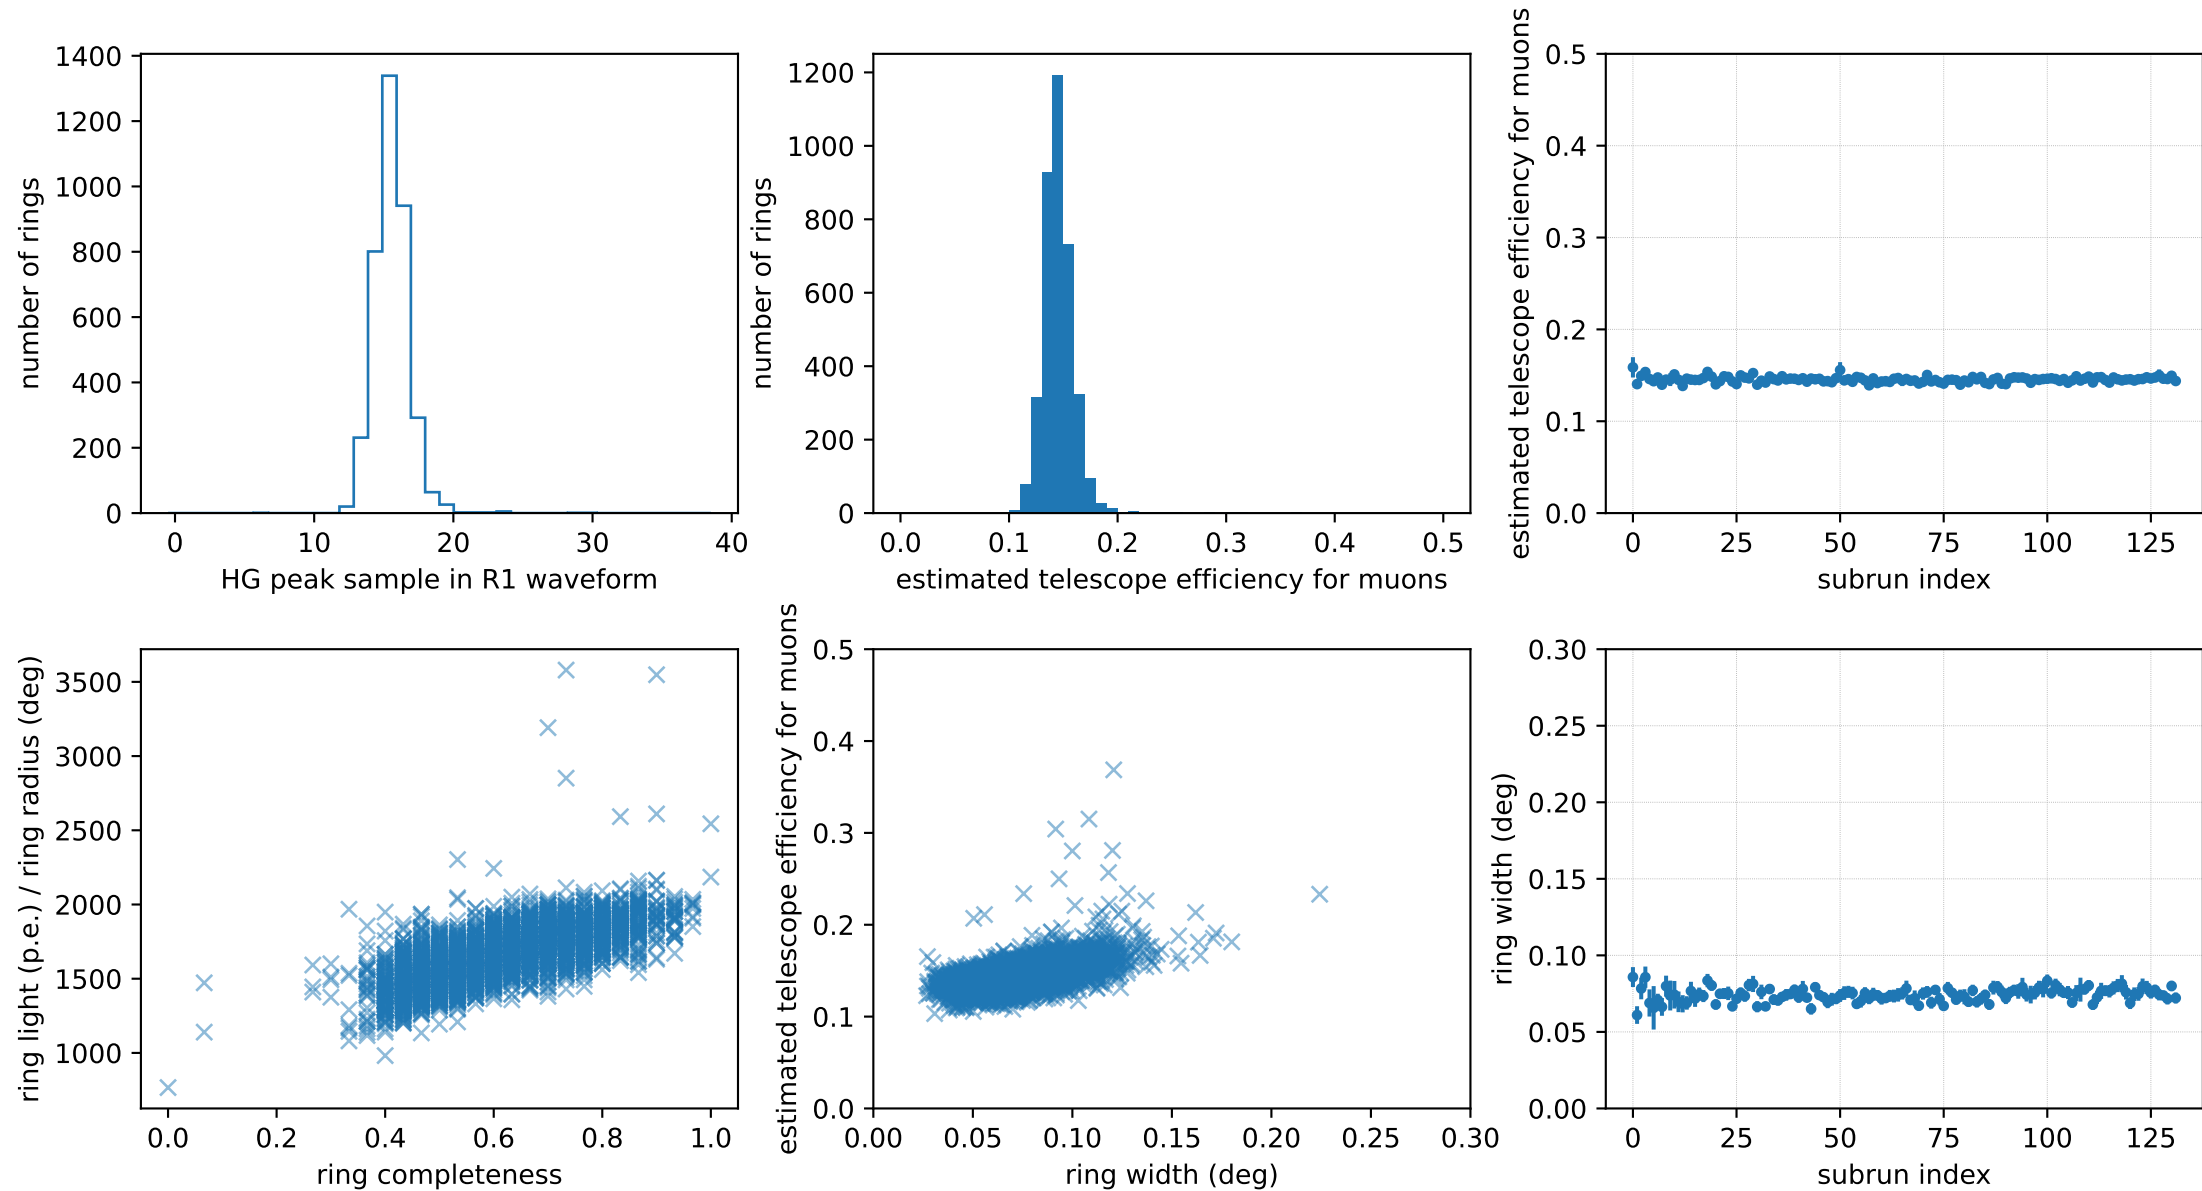 1400
1200
1000
800
600
400
200
0
number of rings
0 10 20 30 40
HG peak sample in R1 waveform
1200
1000
800
600
400
200
0
number of rings
0.0 0.1 0.2 0.3 0.4 0.5
estimated telescope efficiency for muons
0.5
0.4
0.3
0.2
0.1
0.0
estimated telescope efficiency for muons
0 25 50 75 100 125
subrun index
3500
3000
2500
2000
1500
1000
ring light (p.e.) / ring radius (deg)
0.0 0.2 0.4 0.6 0.8 1.0
ring completeness
0.5
0.4
0.3
0.2
0.1
0.0
estimated telescope efficiency for muons
0.00 0.05 0.10 0.15 0.20 0.25 0.30
ring width (deg)
0.30
0.25
0.20
0.15
0.10
0.05
0.00
ring width (deg)
0 25 50 75 100 125
subrun index